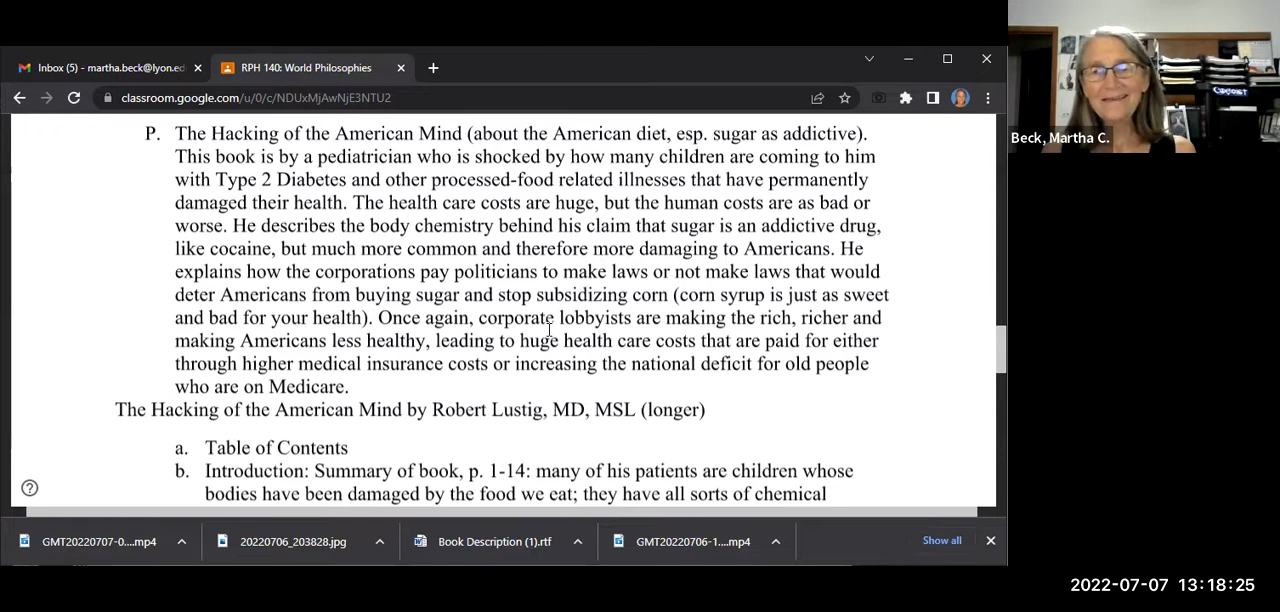 Inbox (5) - martha.beck@lyon.ed
RPH 140: World Philosophies
classroom.google.com/u/0/c/NDUxMjAwNjE3NTU2
P. The Hacking of the American Mind (about the American diet, esp. sugar as addictive).
This book is by a pediatrician who is shocked by how many children are coming to him
with Type 2 Diabetes and other processed-food related illnesses that have permanently
damaged their health. The health care costs are huge, but the human costs are as bad or
worse. He describes the body chemistry behind his claim that sugar is an addictive drug,
like cocaine, but much more common and therefore more damaging to Americans. He
explains how the corporations pay politicians to make laws or not make laws that would
deter Americans from buying sugar and stop subsidizing corn (corn syrup is just as sweet
and bad for your health). Once again, corporate lobbyists are making the rich, richer and
making Americans less healthy, leading to huge health care costs that are paid for either
through higher medical insurance costs or increasing the national deficit for old people
who are on Medicare.
The Hacking of the American Mind by Robert Lustig, MD, MSL (longer)
a. Table of Contents
b. Introduction: Summary of book, p. 1-14: many of his patients are children whose
bodies have been damaged by the food we eat; they have all sorts of chemical
GMT20220707-0....mp4
20220706_203828.jpg
Book Description (1).rtf
GMT20220706-1....mp4
Show all
Beck, Martha C.
2022-07-07 13:18:25